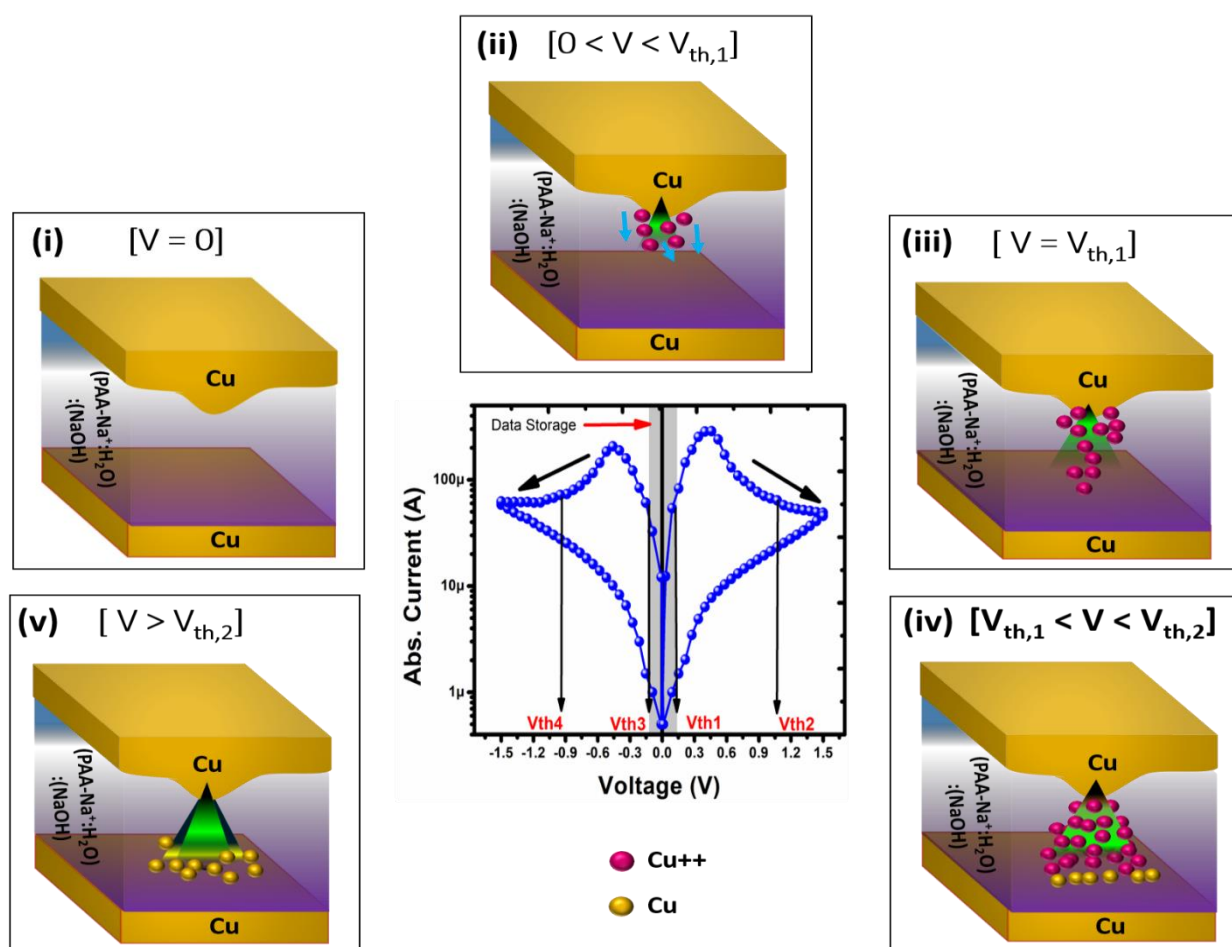 (ii) [0 < V < Vth,1]
Cu
(PAA-Na⁺:H₂O)
:(NaOH)
Cu
(i) [V = 0]
Cu
(PAA-Na⁺:H₂O)
:(NaOH)
Cu
(iii) [ V = Vth,1]
Cu
(PAA-Na⁺:H₂O)
:(NaOH)
Cu
Data Storage
100µ
10µ
1µ
Abs. Current (A)
Vth4 Vth3 Vth1 Vth2
-1.5 -1.2 -0.9 -0.6 -0.3 0.0 0.3 0.6 0.9 1.2 1.5
Voltage (V)
(v) [ V > Vth,2]
Cu
(PAA-Na⁺:H₂O)
:(NaOH)
Cu
(iv) [Vth,1 < V < Vth,2]
Cu
(PAA-Na⁺:H₂O)
:(NaOH)
Cu
Cu++
Cu